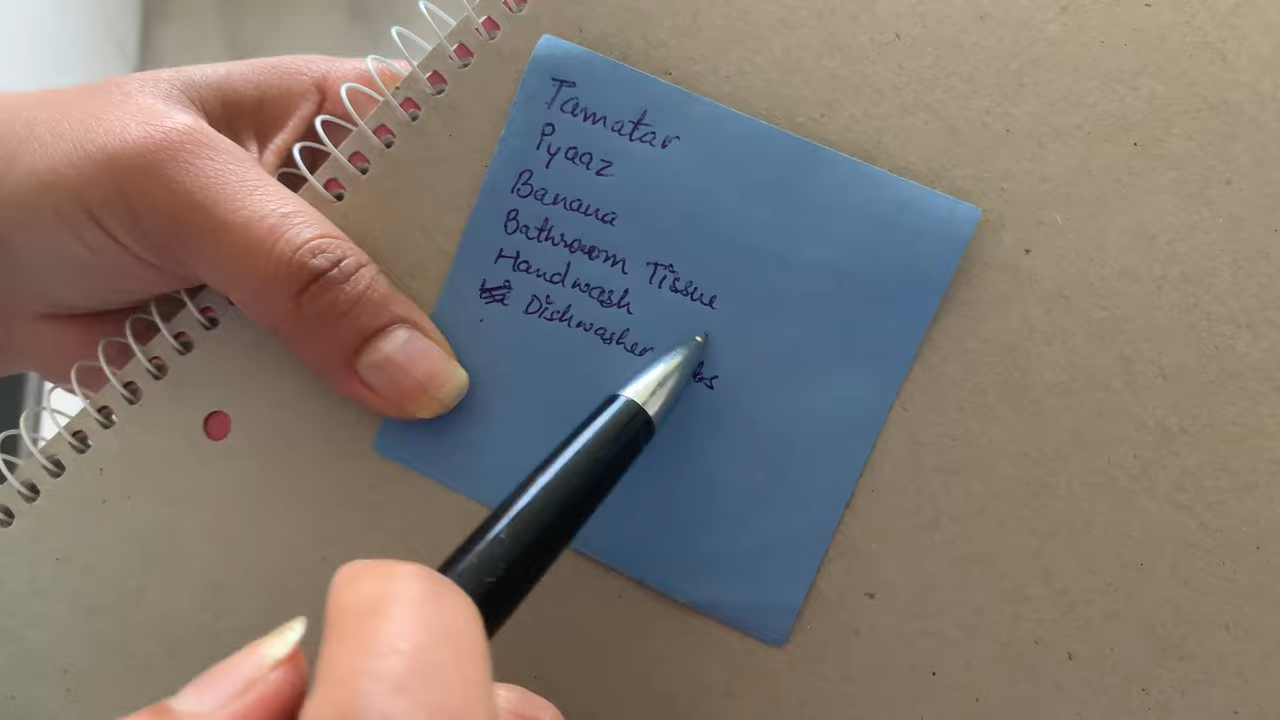 Tamatar
Pyaaz
Banana
Bathroom Tissue
Handwash
Dishwasher